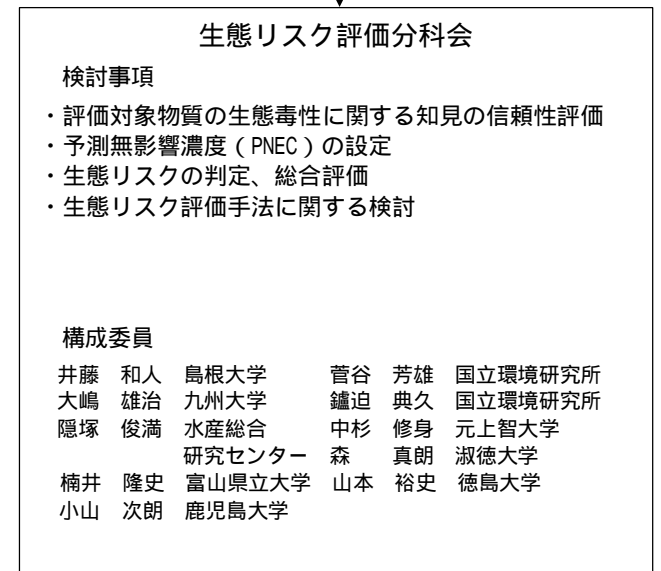 生態リスク評価分科会
検討事項
・評価対象物質の生態毒性に関する知見の信頼性評価
・予測無影響濃度(PNEC)の設定
・生態リスクの判定、総合評価
・生態リスク評価手法に関する検討
構成委員
井藤 和人 島根大学 菅谷 芳雄 国立環境研究所
大嶋 雄治 九州大学 鑪迫 典久 国立環境研究所
隠塚 俊満 水産総合 中杉 修身 元上智大学
研究センター 森 真朗 淑徳大学
楠井 隆史 富山県立大学 山本 裕史 徳島大学
小山 次朗 鹿児島大学